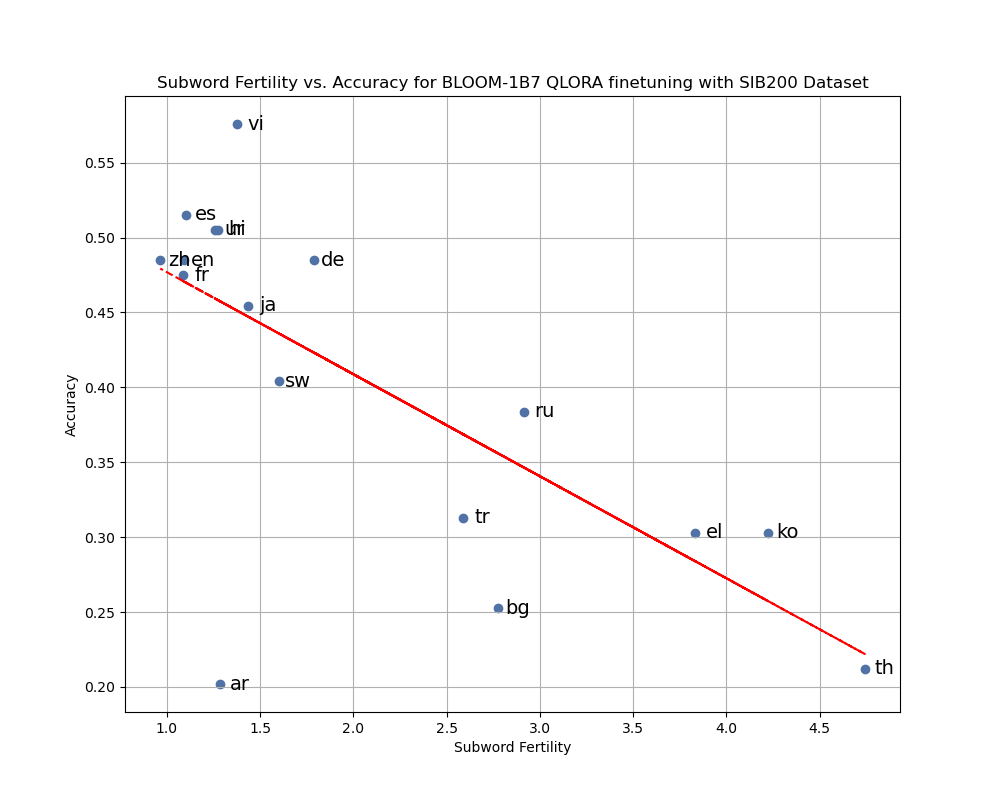 Subword Fertility vs. Accuracy for BLOOM-1B7 QLORA finetuning with SIB200 Dataset
vi
0.55
es
ur
hi
0.50
zh
en
de
fr
0.45
ja
0.40
sw
ru
Accuracy
0.35
tr
0.30
el
ko
0.25
bg
th
0.20
ar
1.0 1.5 2.0 2.5 3.0 3.5 4.0 4.5
Subword Fertility